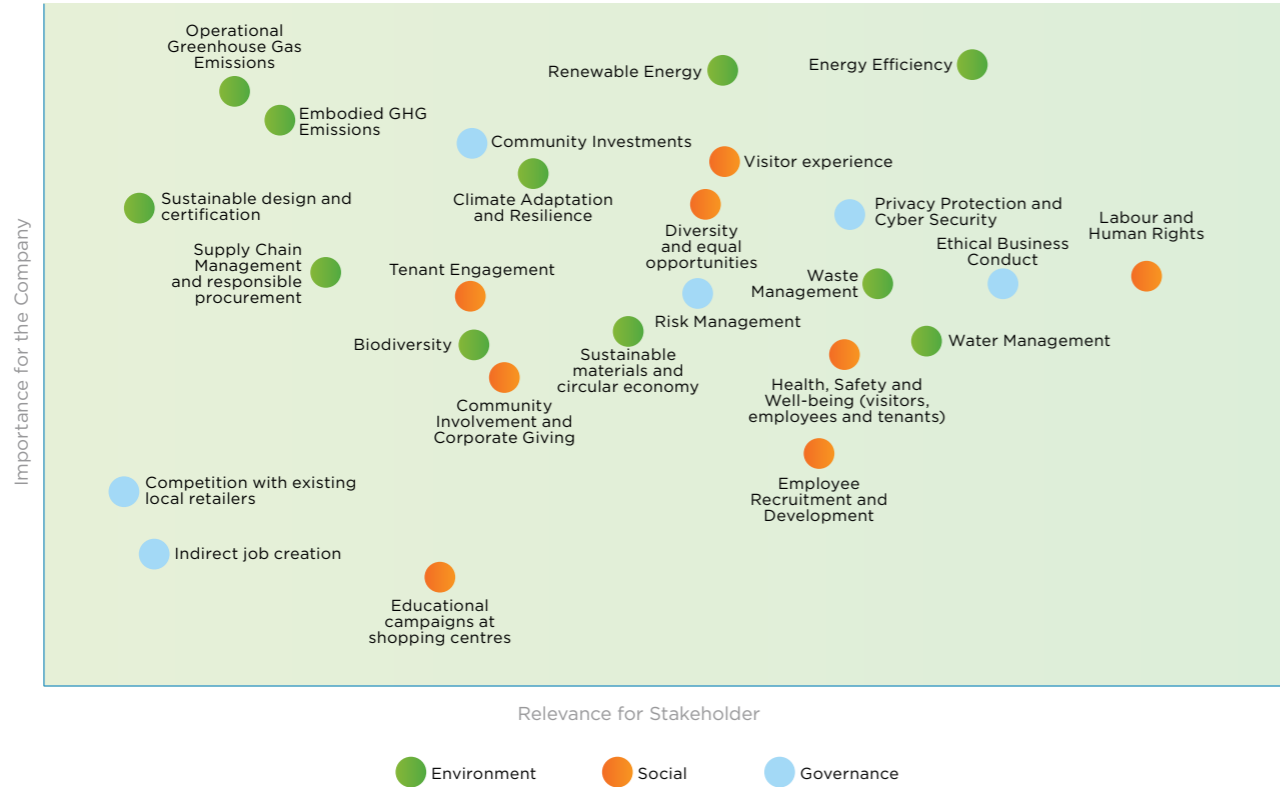 Operational
Greenhouse Gas
Emissions
Renewable Energy
Energy Efficiency
Embodied GHG
Emissions
Community Investments
Visitor experience
Climate Adaptation
and Resilience
Sustainable design and
certification
Privacy Protection and
Cyber Security
Labour and
Human Rights
Diversity
and equal
opportunities
Ethical Business
Conduct
Supply Chain
Management
and responsible
procurement
Tenant Engagement
Waste
Management
Risk Management
Biodiversity
Sustainable
materials and
circular economy
Water Management
Health, Safety and
Well-being (visitors,
employees and tenants)
Community
Involvement and
Corporate Giving
Competition with existing
local retailers
Employee
Recruitment and
Development
Indirect job creation
Educational
campaigns at
shopping centres
Importance for the Company
Relevance for Stakeholder
Environment
Social
Governance